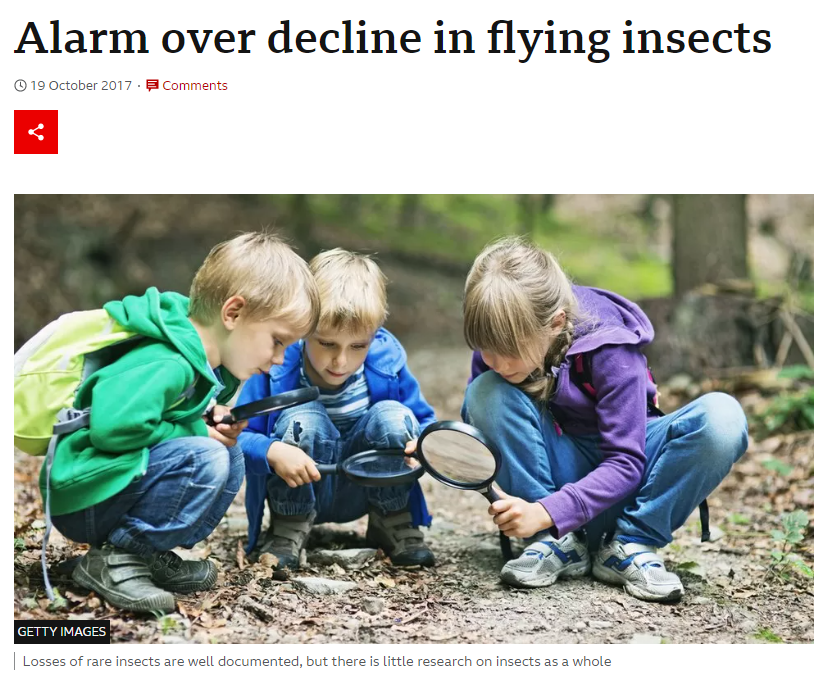 Alarm over decline in flying insects
19 October 2017 · Comments
GETTY IMAGES
Losses of rare insects are well documented, but there is little research on insects as a whole